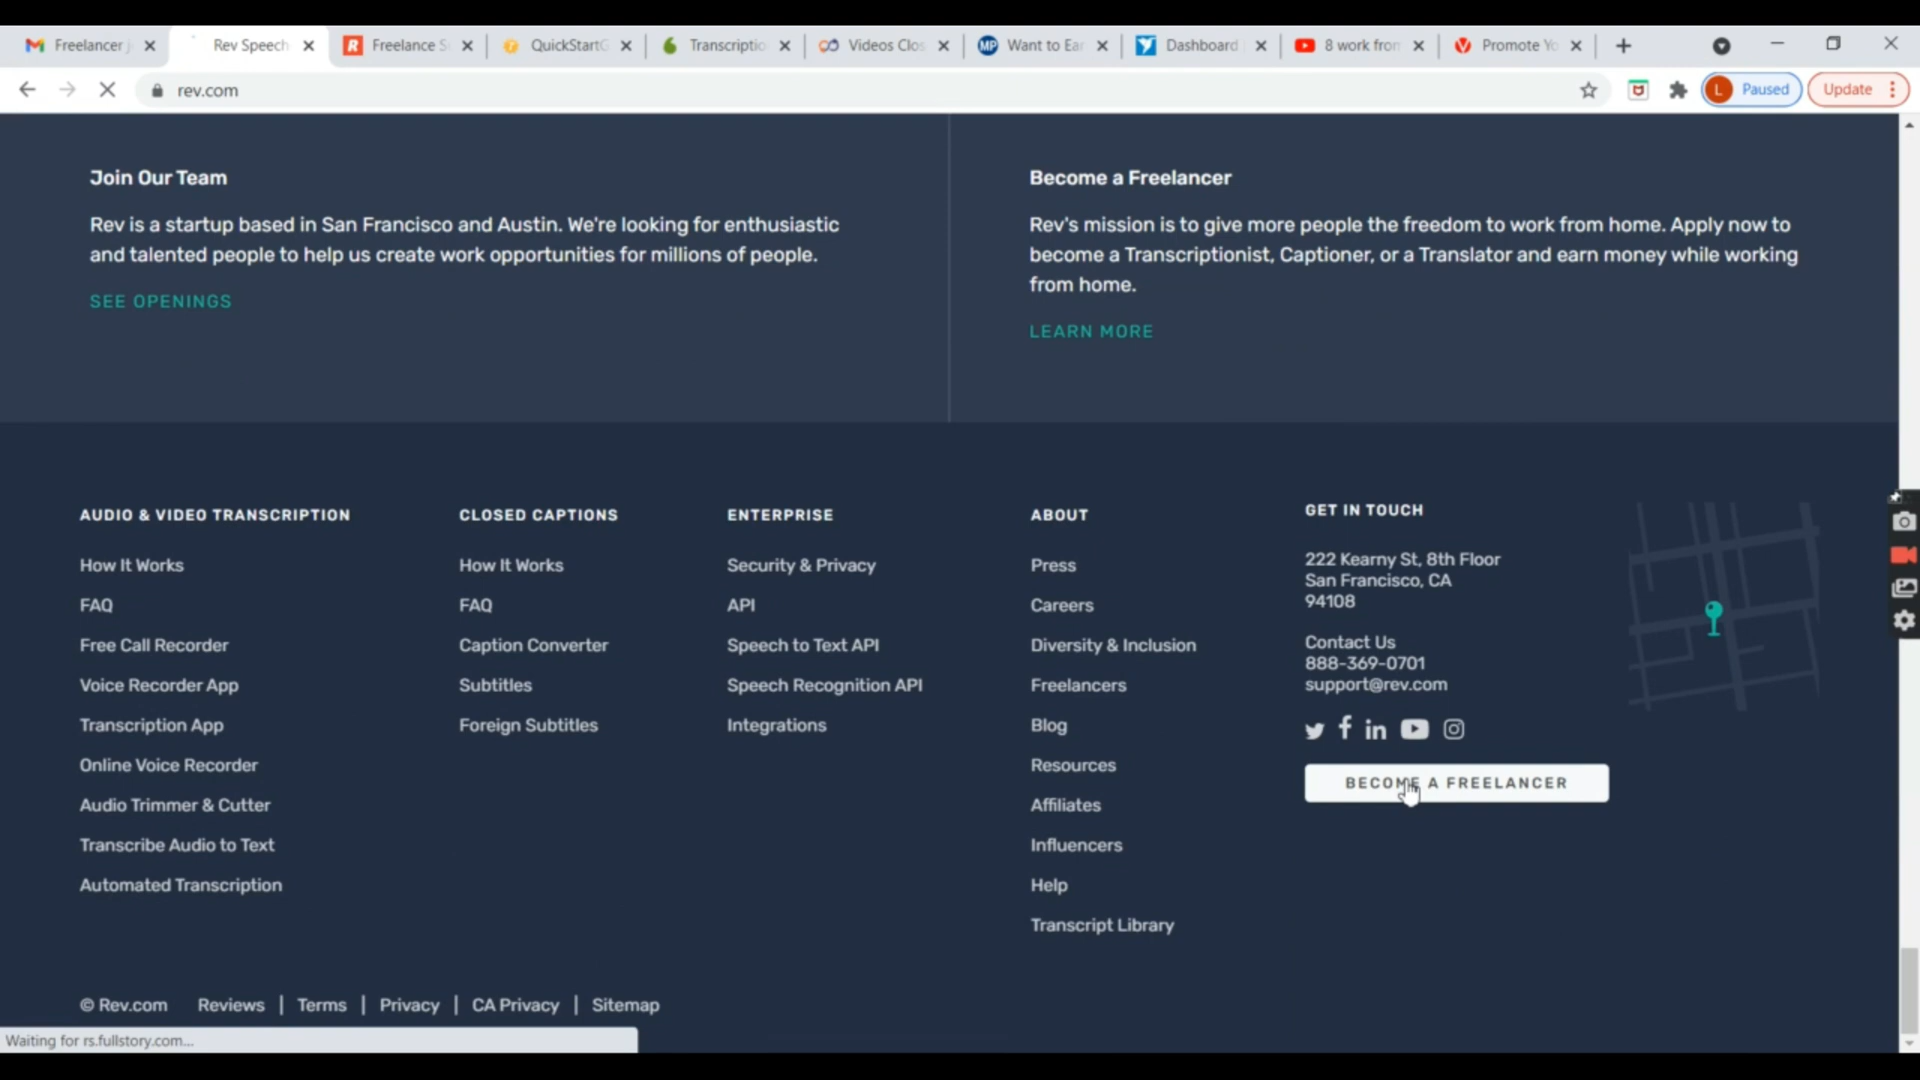 Freelancer j
Rev Speech
Freelance S
QuickStartG
Transcriptio
Videos Clos
Want to Ear
Dashboard
8 work from
Promote Yo
rev.com
L
Paused
Update
Join Our Team
Rev is a startup based in San Francisco and Austin. We're looking for enthusiastic
and talented people to help us create work opportunities for millions of people.
SEE OPENINGS
Become a Freelancer
Rev's mission is to give more people the freedom to work from home. Apply now to
become a Transcriptionist, Captioner, or a Translator and earn money while working
from home.
LEARN MORE
AUDIO & VIDEO TRANSCRIPTION
How It Works
FAQ
Free Call Recorder
Voice Recorder App
Transcription App
Online Voice Recorder
Audio Trimmer & Cutter
Transcribe Audio to Text
Automated Transcription
CLOSED CAPTIONS
How It Works
FAQ
Caption Converter
Subtitles
Foreign Subtitles
ENTERPRISE
Security & Privacy
API
Speech to Text API
Speech Recognition API
Integrations
ABOUT
Press
Careers
Diversity & Inclusion
Freelancers
Blog
Resources
Affiliates
Influencers
Help
Transcript Library
GET IN TOUCH
222 Kearny St, 8th Floor
San Francisco, CA
94108
Contact Us
888-369-0701
support@rev.com
BECOME A FREELANCER
© Rev.com
Reviews | Terms | Privacy | CA Privacy | Sitemap
Waiting for rs.fullstory.com...